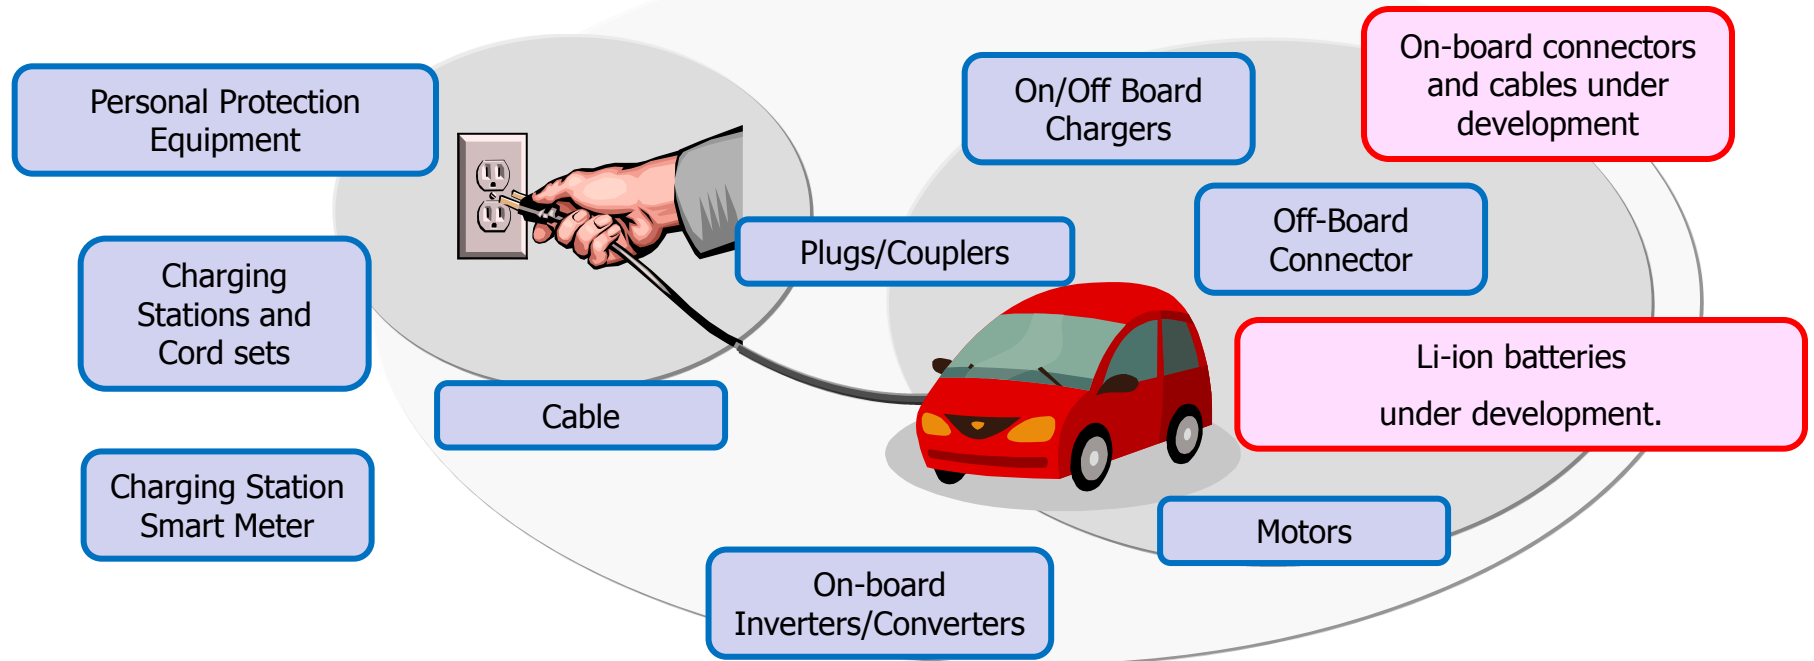 Personal Protection
Equipment
On/Off Board
Chargers
On-board connectors
and cables under
development
Plugs/Couplers
Off-Board
Connector
Charging
Stations and
Cord sets
Cable
Li-ion batteries
under development.
Charging Station
Smart Meter
Motors
On-board
Inverters/Converters